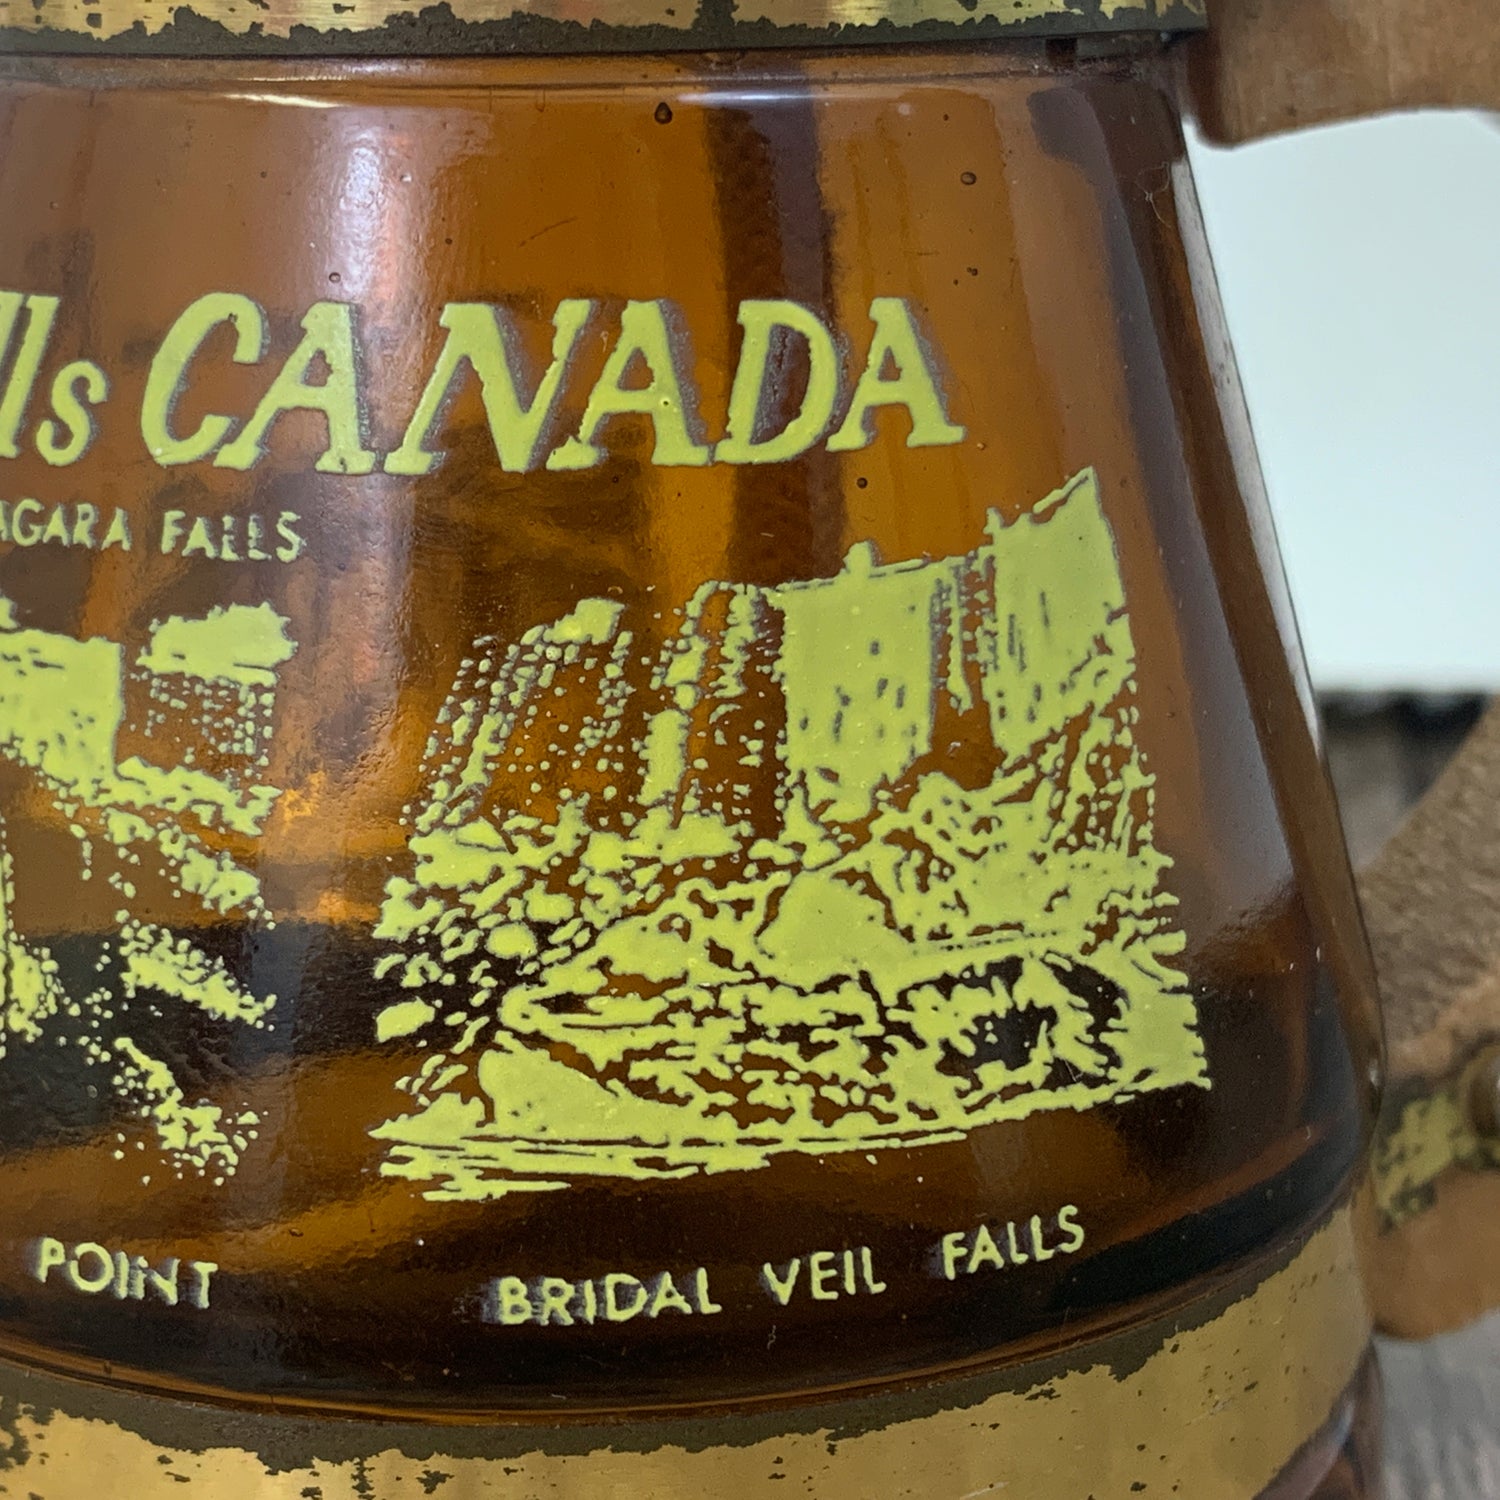 lls CANADA
AGARA FALLS
POINT
BRIDAL VEIL FALLS